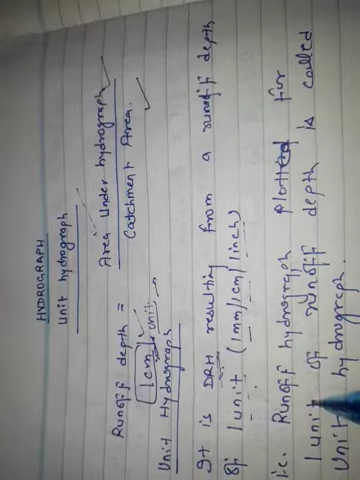 HYDROGRAPH
Unit hydrograph
Runoff depth = Area Under hydrograph / Catchment Area.
1cm unit
Unit Hydrograph
It is DRH resulting from a runoff depth
of 1 unit (1mm/1cm/1inch)
i.e. Runoff hydrograph plotted for
1 unit of runoff depth is called
Unit hydrograph.